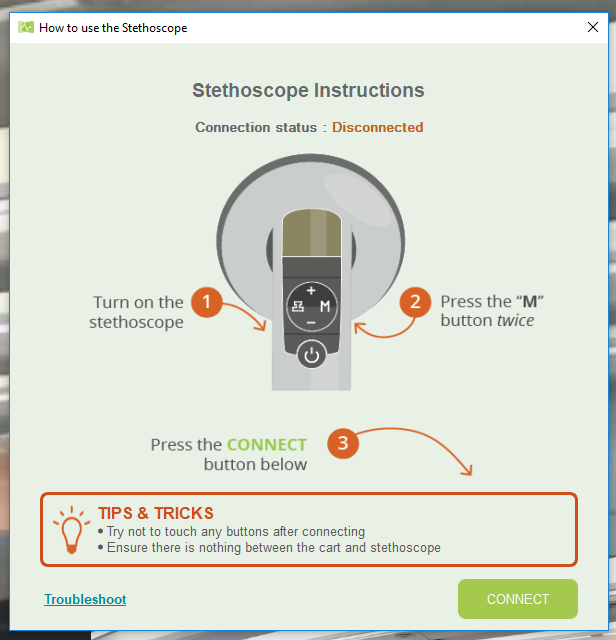 How to use the Stethoscope
Stethoscope Instructions
Connection status : Disconnected
1
Turn on the
stethoscope
+
M
−
2
Press the “M”
button twice
Press the CONNECT
button below
3
TIPS & TRICKS
• Try not to touch any buttons after connecting
• Ensure there is nothing between the cart and stethoscope
Troubleshoot
CONNECT